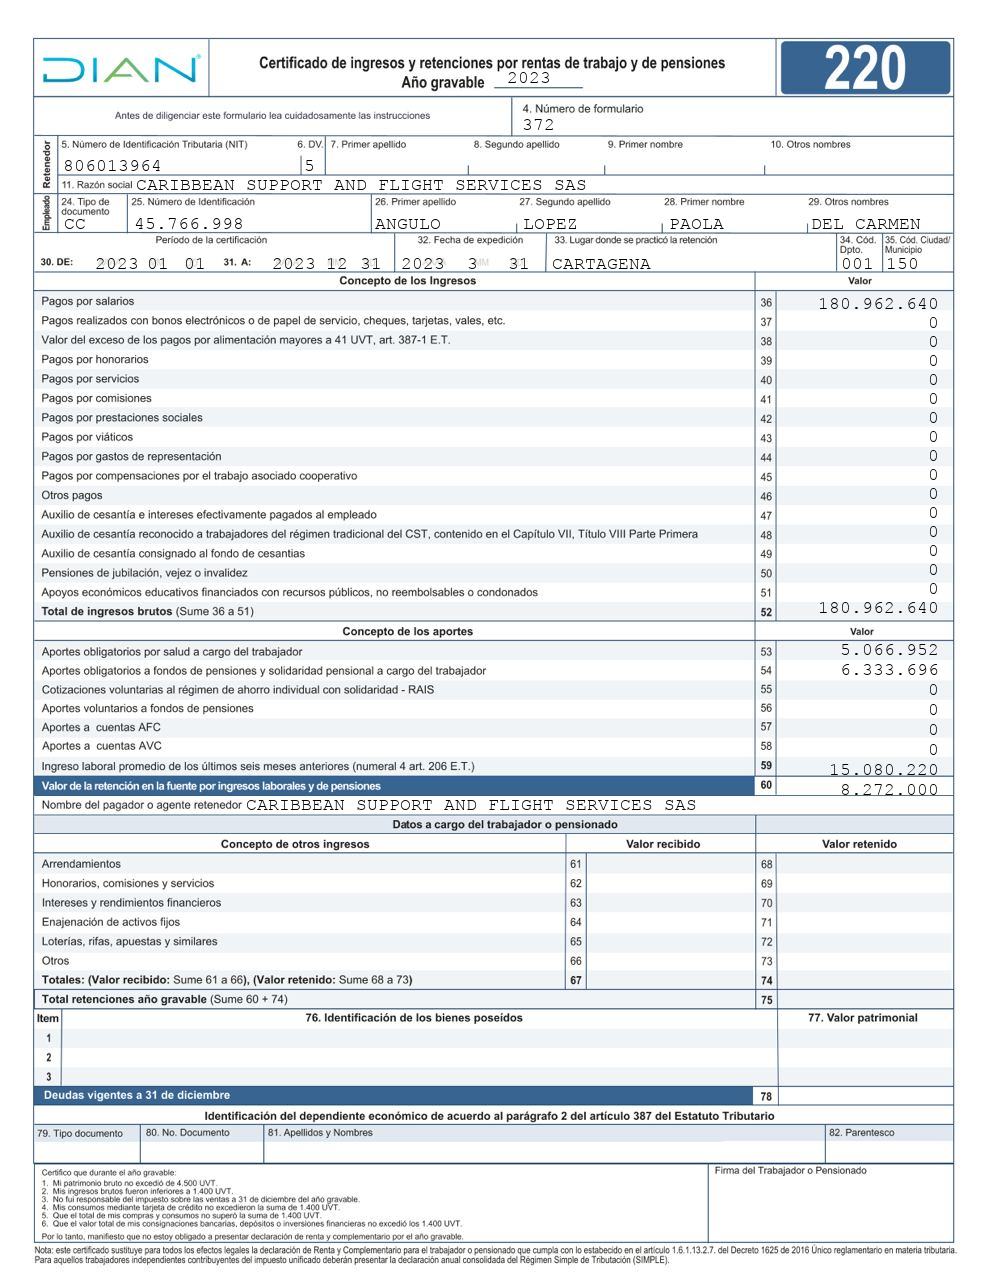 DIAN
Certificado de ingresos y retenciones por rentas de trabajo y de pensiones
Año gravable 2023
220
Antes de diligenciar este formulario lea cuidadosamente las instrucciones
4. Número de formulario
372
Retenedor
5. Número de Identificación Tributaria (NIT) 6. DV. 7. Primer apellido 8. Segundo apellido 9. Primer nombre 10. Otros nombres
806013964 5
11. Razón social CARIBBEAN SUPPORT AND FLIGHT SERVICES SAS
Empleado
24. Tipo de documento 25. Número de Identificación 26. Primer apellido 27. Segundo apellido 28. Primer nombre 29. Otros nombres
CC 45.766.998 ANGULO LOPEZ PAOLA DEL CARMEN
Período de la certificación 32. Fecha de expedición 33. Lugar donde se practicó la retención 34. Cód. Dpto. 35. Cód. Ciudad/ Municipio
30. DE: 2023 01 01 31. A: 2023 12 31 2023 3 31 CARTAGENA 001 150
Concepto de los Ingresos Valor
Pagos por salarios 36 180.962.640
Pagos realizados con bonos electrónicos o de papel de servicio, cheques, tarjetas, vales, etc. 37 0
Valor del exceso de los pagos por alimentación mayores a 41 UVT, art. 387-1 E.T. 38 0
Pagos por honorarios 39 0
Pagos por servicios 40 0
Pagos por comisiones 41 0
Pagos por prestaciones sociales 42 0
Pagos por viáticos 43 0
Pagos por gastos de representación 44 0
Pagos por compensaciones por el trabajo asociado cooperativo 45 0
Otros pagos 46 0
Auxilio de cesantía e intereses efectivamente pagados al empleado 47 0
Auxilio de cesantía reconocido a trabajadores del régimen tradicional del CST, contenido en el Capítulo VII, Título VIII Parte Primera 48 0
Auxilio de cesantía consignado al fondo de cesantias 49 0
Pensiones de jubilación, vejez o invalidez 50 0
Apoyos económicos educativos financiados con recursos públicos, no reembolsables o condonados 51 0
Total de ingresos brutos (Sume 36 a 51) 52 180.962.640
Concepto de los aportes Valor
Aportes obligatorios por salud a cargo del trabajador 53 5.066.952
Aportes obligatorios a fondos de pensiones y solidaridad pensional a cargo del trabajador 54 6.333.696
Cotizaciones voluntarias al régimen de ahorro individual con solidaridad - RAIS 55 0
Aportes voluntarios a fondos de pensiones 56 0
Aportes a cuentas AFC 57 0
Aportes a cuentas AVC 58 0
Ingreso laboral promedio de los últimos seis meses anteriores (numeral 4 art. 206 E.T.) 59 15.080.220
Valor de la retención en la fuente por ingresos laborales y de pensiones 60 8.272.000
Nombre del pagador o agente retenedor CARIBBEAN SUPPORT AND FLIGHT SERVICES SAS
Datos a cargo del trabajador o pensionado
Concepto de otros ingresos Valor recibido Valor retenido
Arrendamientos 61 68
Honorarios, comisiones y servicios 62 69
Intereses y rendimientos financieros 63 70
Enajenación de activos fijos 64 71
Loterías, rifas, apuestas y similares 65 72
Otros 66 73
Totales: (Valor recibido: Sume 61 a 66), (Valor retenido: Sume 68 a 73) 67 74
Total retenciones año gravable (Sume 60 + 74) 75
Item 76. Identificación de los bienes poseídos 77. Valor patrimonial
1
2
3
Deudas vigentes a 31 de diciembre 78
Identificación del dependiente económico de acuerdo al parágrafo 2 del artículo 387 del Estatuto Tributario
79. Tipo documento 80. No. Documento 81. Apellidos y Nombres 82. Parentesco
Certifico que durante el año gravable:
1. Mi patrimonio bruto no excedió de 4.500 UVT.
2. Mis ingresos brutos fueron inferiores a 1.400 UVT.
3. No fui responsable del impuesto sobre las ventas a 31 de diciembre del año gravable.
4. Mis consumos mediante tarjeta de crédito no excedieron la suma de 1.400 UVT.
5. Que el total de mis compras y consumos no superó la suma de 1.400 UVT.
6. Que el valor total de mis consignaciones bancarias, depósitos o inversiones financieras no excedió los 1.400 UVT.
Por lo tanto, manifiesto que no estoy obligado a presentar declaración de renta y complementario por el año gravable.
Firma del Trabajador o Pensionado
Nota: este certificado sustituye para todos los efectos legales la declaración de Renta y Complementario para el trabajador o pensionado que cumpla con lo establecido en el artículo 1.6.1.13.2.7. del Decreto 1625 de 2016 Único reglamentario en materia tributaria.
Para aquellos trabajadores independientes contribuyentes del impuesto unificado deberán presentar la declaración anual consolidada del Régimen Simple de Tributación (SIMPLE).